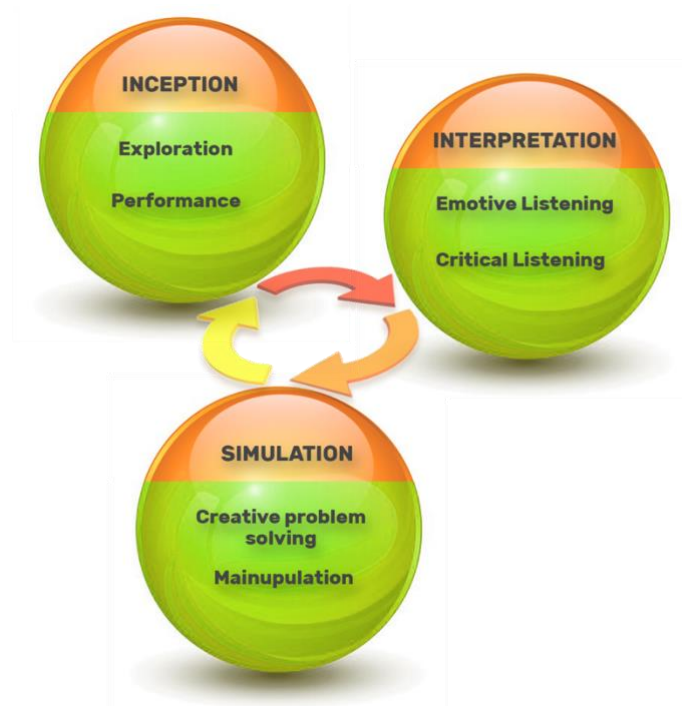 INCEPTION
Exploration
Performance
INTERPRETATION
Emotive Listening
Critical Listening
SIMULATION
Creative problem
solving
Mainupulation